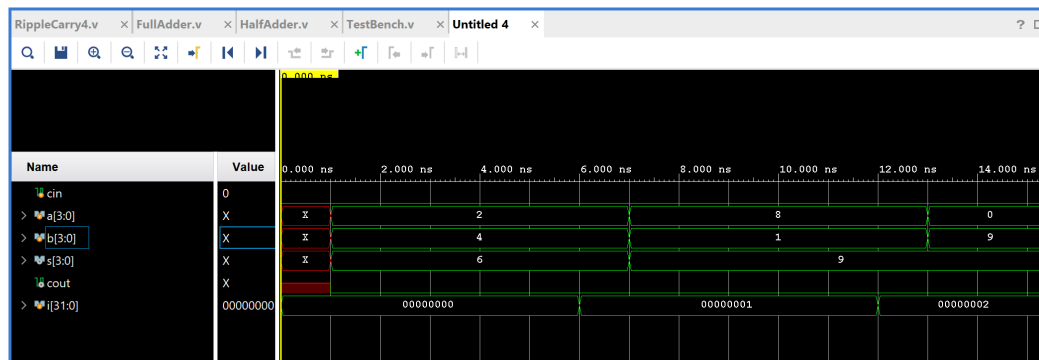 RippleCarry4.v × FullAdder.v × HalfAdder.v × TestBench.v × Untitled 4 × ?
0.000 ns
Name Value 0.000 ns 2.000 ns 4.000 ns 6.000 ns 8.000 ns 10.000 ns 12.000 ns 14.000 ns
cin 0
a[3:0] X X 2 8 0
b[3:0] X X 4 1 9
s[3:0] X X 6 9
cout X
i[31:0] 00000000 00000000 00000001 00000002